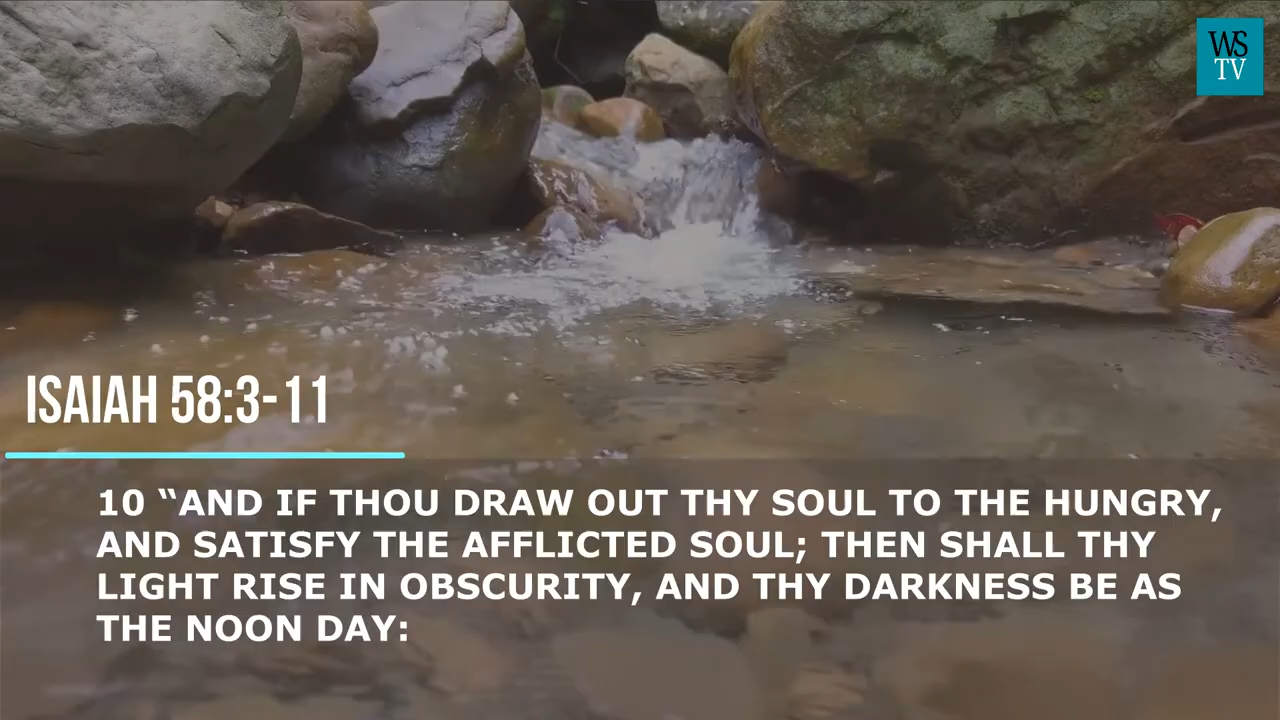 WS
TV
ISAIAH 58:3-11
10 “AND IF THOU DRAW OUT THY SOUL TO THE HUNGRY,
AND SATISFY THE AFFLICTED SOUL; THEN SHALL THY
LIGHT RISE IN OBSCURITY, AND THY DARKNESS BE AS
THE NOON DAY: